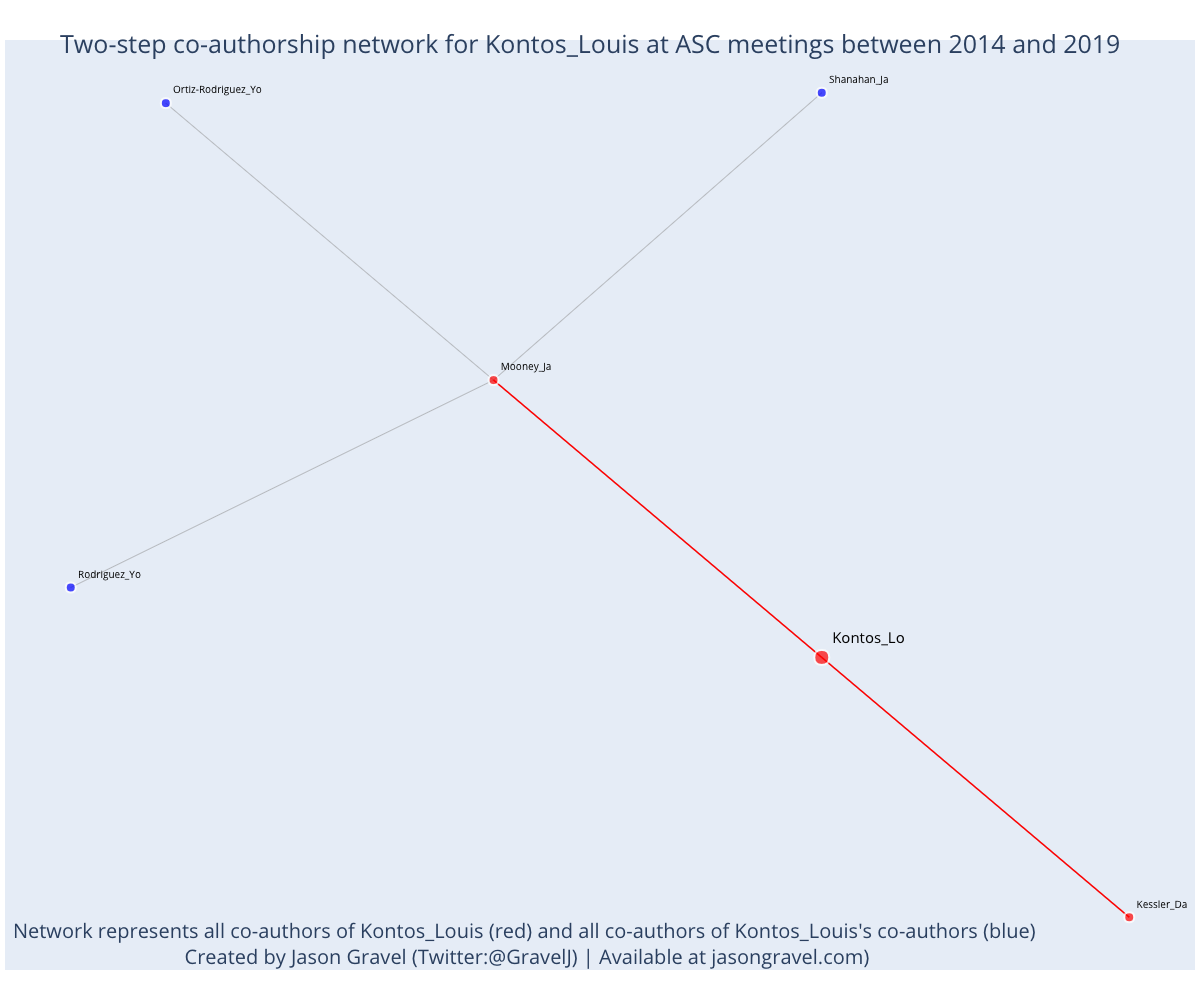 Two-step co-authorship network for Kontos_Louis at ASC meetings between 2014 and 2019
Shanahan_Ja
Ortiz-Rodriguez_Yo
Mooney_Ja
Rodriguez_Yo
Kontos_Lo
Kessler_Da
Network represents all co-authors of Kontos_Louis (red) and all co-authors of Kontos_Louis's co-authors (blue)
Created by Jason Gravel (Twitter:@GravelJ) | Available at jasongravel.com)